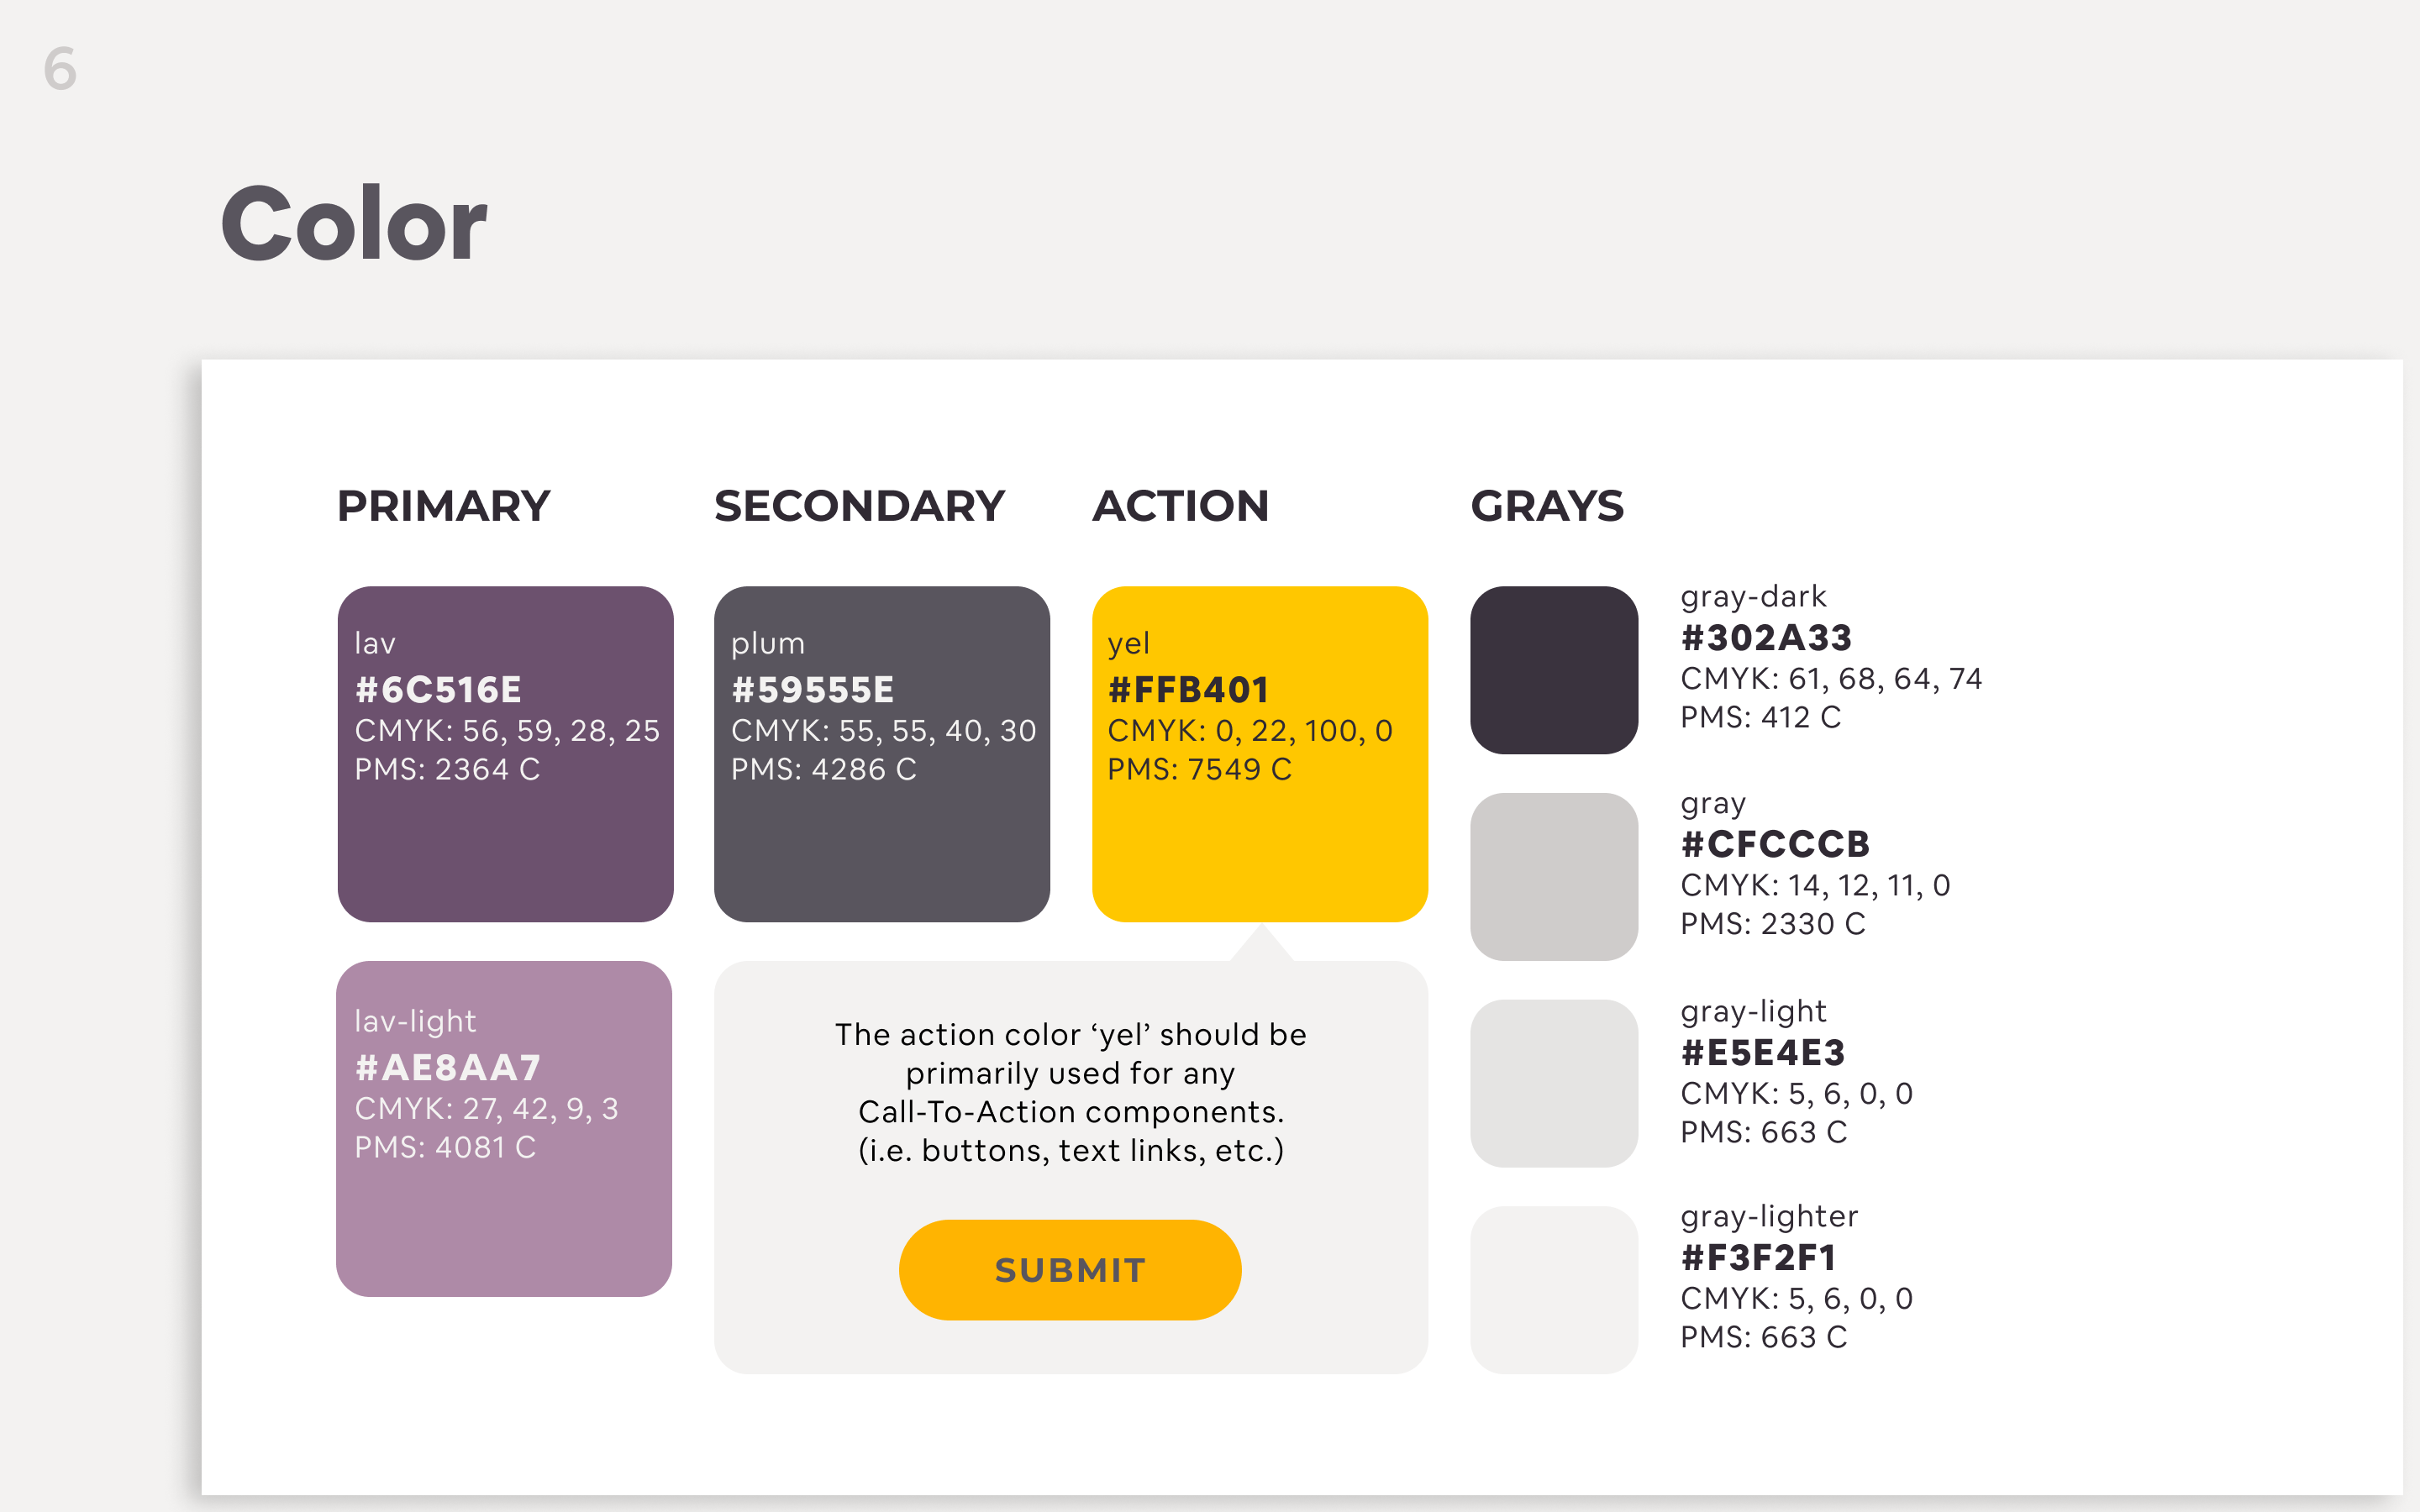 6
Color
PRIMARY
lav
#6C516E
CMYK: 56, 59, 28, 25
PMS: 2364 C
lav-light
#AE8AA7
CMYK: 27, 42, 9, 3
PMS: 4081 C
SECONDARY
plum
#59555E
CMYK: 55, 55, 40, 30
PMS: 4286 C
ACTION
yel
#FFB401
CMYK: 0, 22, 100, 0
PMS: 7549 C
The action color ‘yel’ should be
primarily used for any
Call-To-Action components.
(i.e. buttons, text links, etc.)
SUBMIT
GRAYS
gray-dark
#302A33
CMYK: 61, 68, 64, 74
PMS: 412 C
gray
#CFCCCB
CMYK: 14, 12, 11, 0
PMS: 2330 C
gray-light
#E5E4E3
CMYK: 5, 6, 0, 0
PMS: 663 C
gray-lighter
#F3F2F1
CMYK: 5, 6, 0, 0
PMS: 663 C